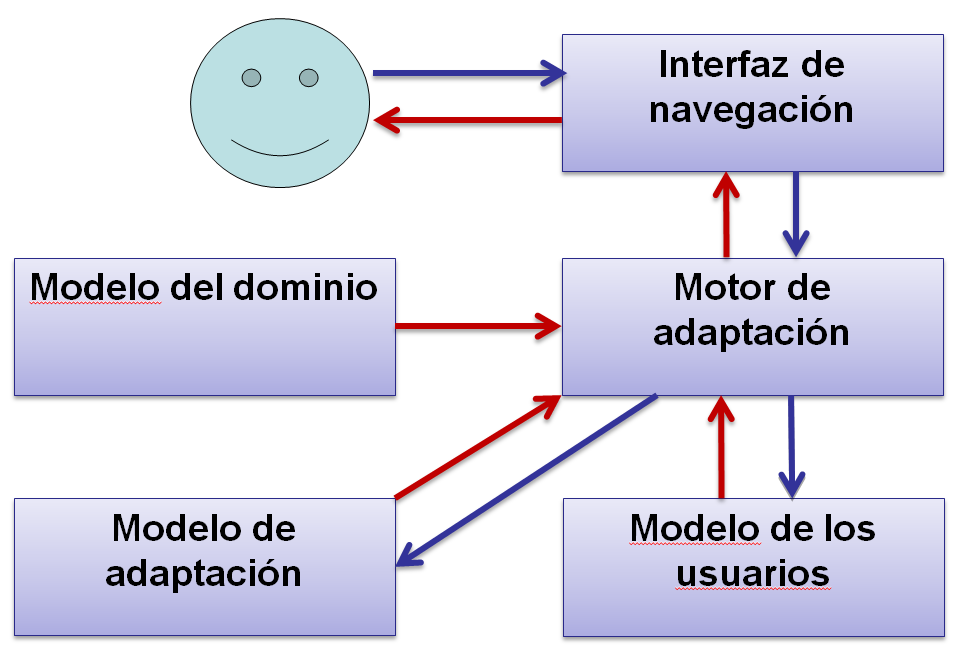 Interfaz de
navegación
Modelo del dominio
Motor de
adaptación
Modelo de
adaptación
Modelo de los
usuarios